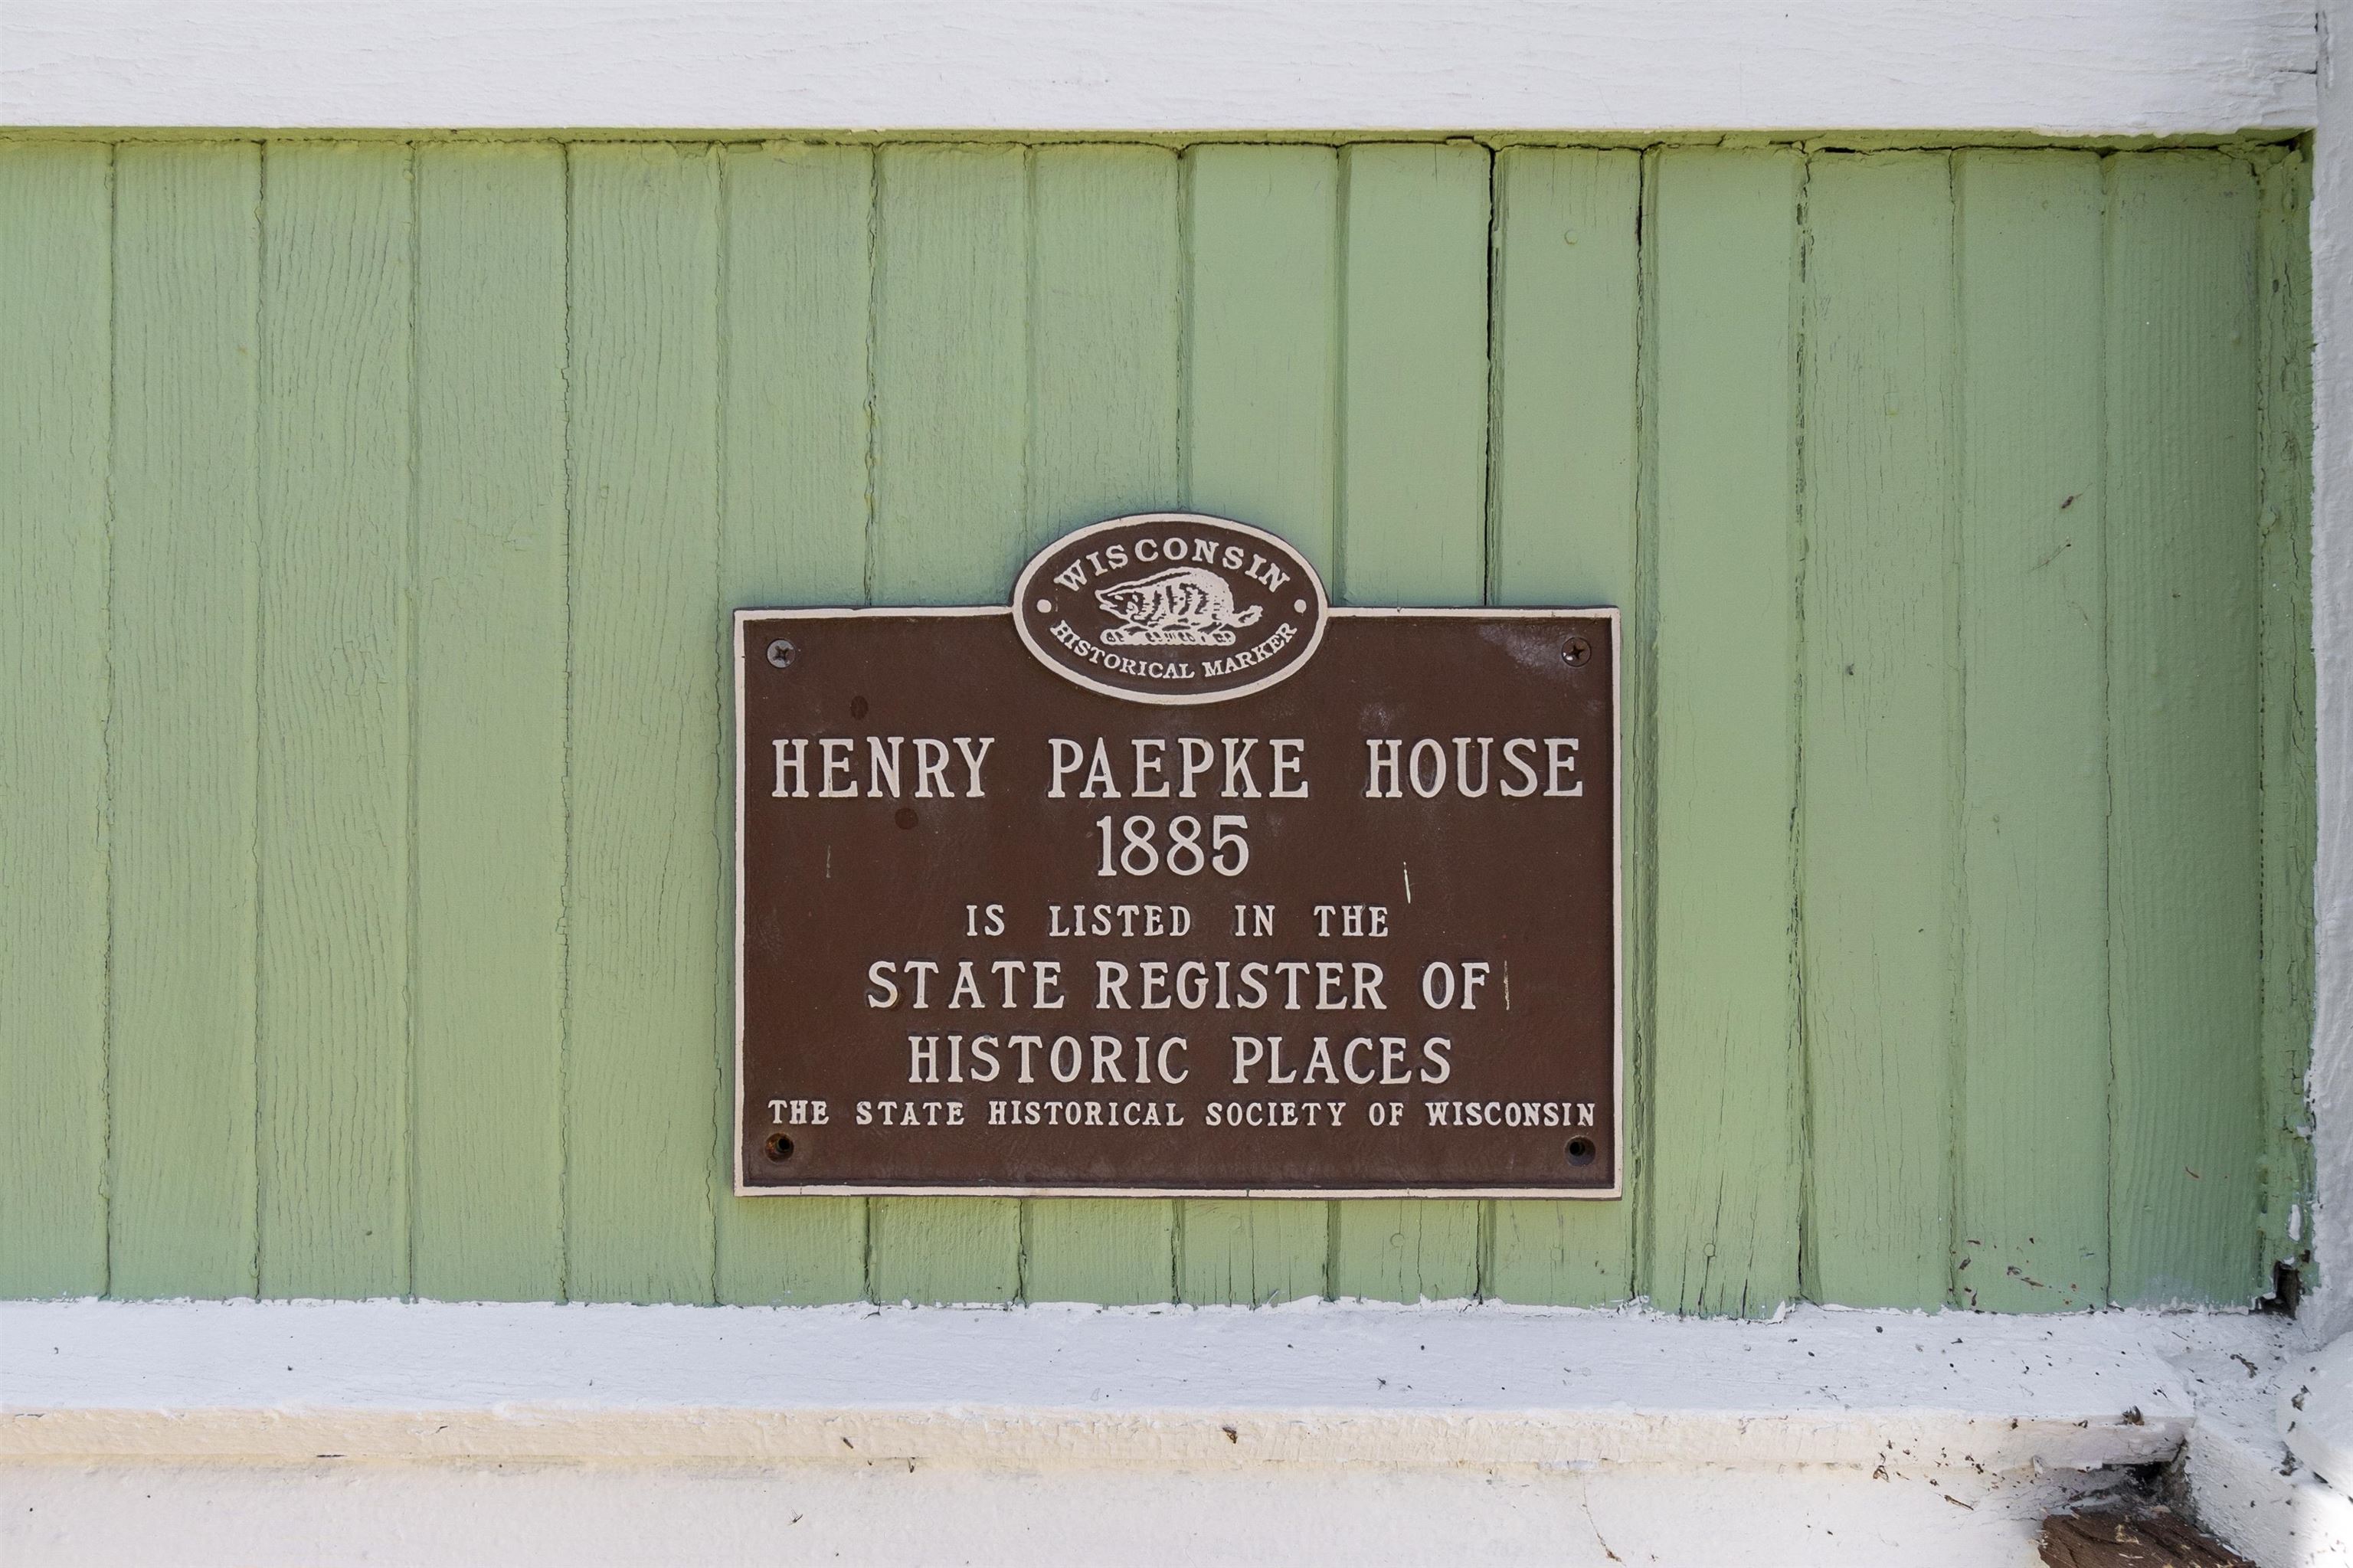 WISCONSIN
HISTORICAL MARKER
HENRY PAEPKE HOUSE
1885
IS LISTED IN THE
STATE REGISTER OF
HISTORIC PLACES
THE STATE HISTORICAL SOCIETY OF WISCONSIN